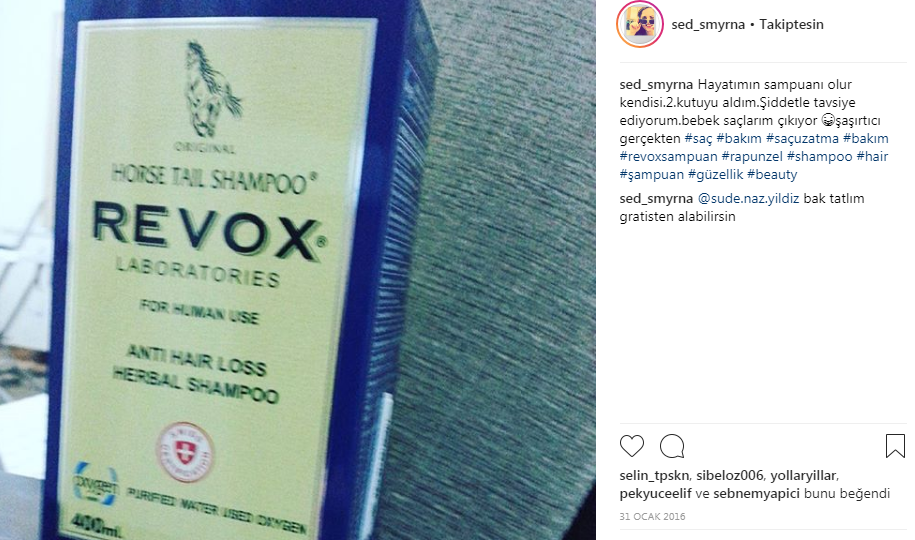 ORIGINAL
HORSE TAIL SHAMPOO®
REVOX®
LABORATORIES
FOR HUMAN USE
ANTI HAIR LOSS
HERBAL SHAMPOO
oxygen
PURIFIED WATER USED OXYGEN
400mL
sed_smyrna • Takiptesin
sed_smyrna Hayatımın sampuanı olur
kendisi.2.kutuyu aldım.Şiddetle tavsiye
ediyorum.bebek saçlarım çıkıyor 😀şaşırtıcı
gerçekten #saç #bakım #saçuzatma #bakım
#revoxsampuan #rapunzel #shampoo #hair
#şampuan #güzellik #beauty
sed_smyrna @sude.naz.yildiz bak tatlım
gratisten alabilirsin
selin_tpskn, sibeloz006, yollaryillar,
pekyuceelif ve sebnemyapici bunu beğendi
31 OCAK 2016